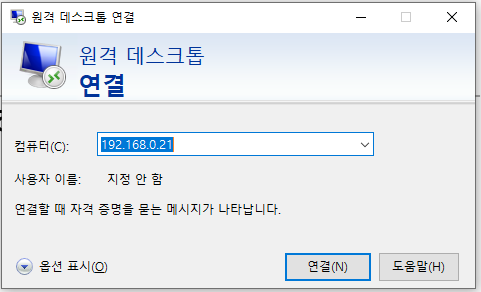 원격 데스크톱 연결
원격 데스크톱
연결
컴퓨터(C):
192.168.0.21
사용자 이름: 지정 안 함
연결할 때 자격 증명을 묻는 메시지가 나타납니다.
옵션 표시(O)
연결(N)
도움말(H)